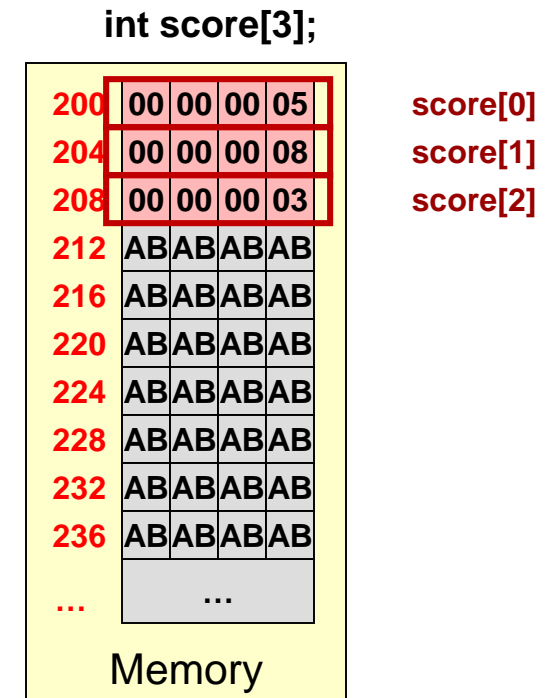 int score[3];
200 00 00 00 05 score[0]
204 00 00 00 08 score[1]
208 00 00 00 03 score[2]
212 AB AB AB AB
216 AB AB AB AB
220 AB AB AB AB
224 AB AB AB AB
228 AB AB AB AB
232 AB AB AB AB
236 AB AB AB AB
… …
Memory